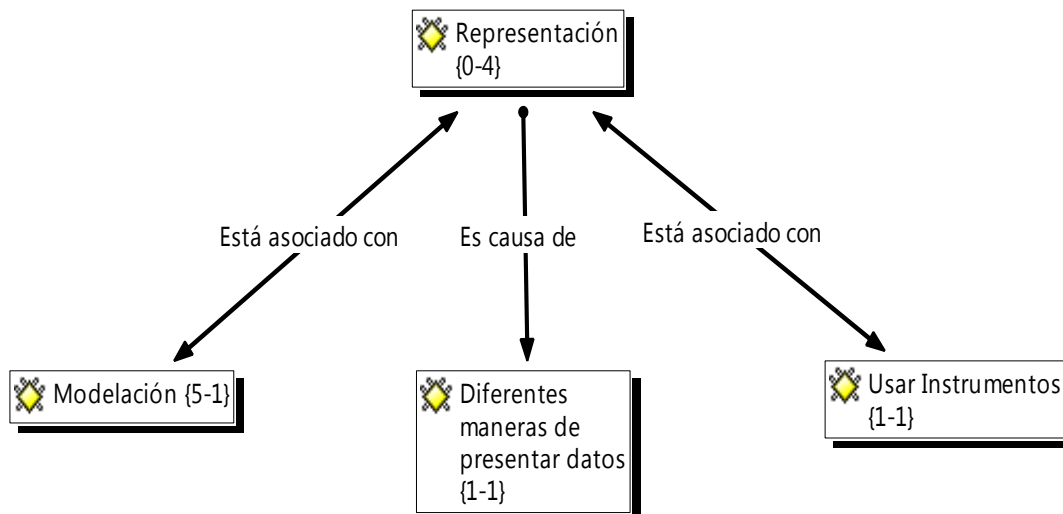 Representación
{0-4}
Está asociado con
Es causa de
Está asociado con
Modelación {5-1}
Diferentes
maneras de
presentar datos
{1-1}
Usar Instrumentos
{1-1}